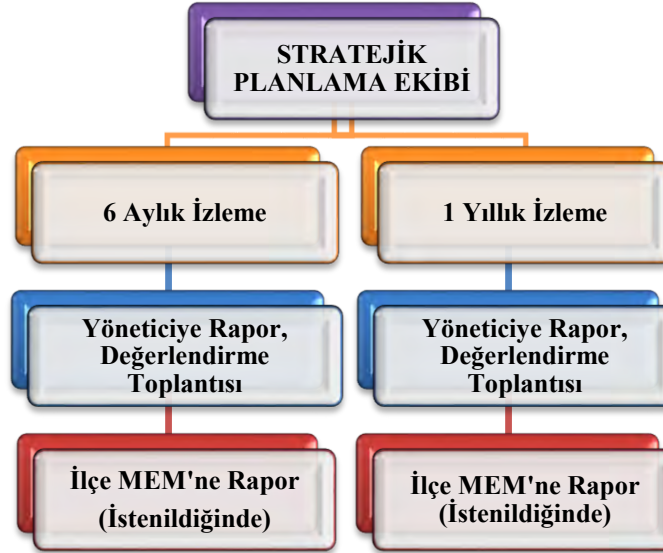 STRATEJİK
PLANLAMA EKİBİ
6 Aylık İzleme
1 Yıllık İzleme
Yöneticiye Rapor,
Değerlendirme
Toplantısı
Yöneticiye Rapor,
Değerlendirme
Toplantısı
İlçe MEM'ne Rapor
(İstenildiğinde)
İlçe MEM'ne Rapor
(İstenildiğinde)